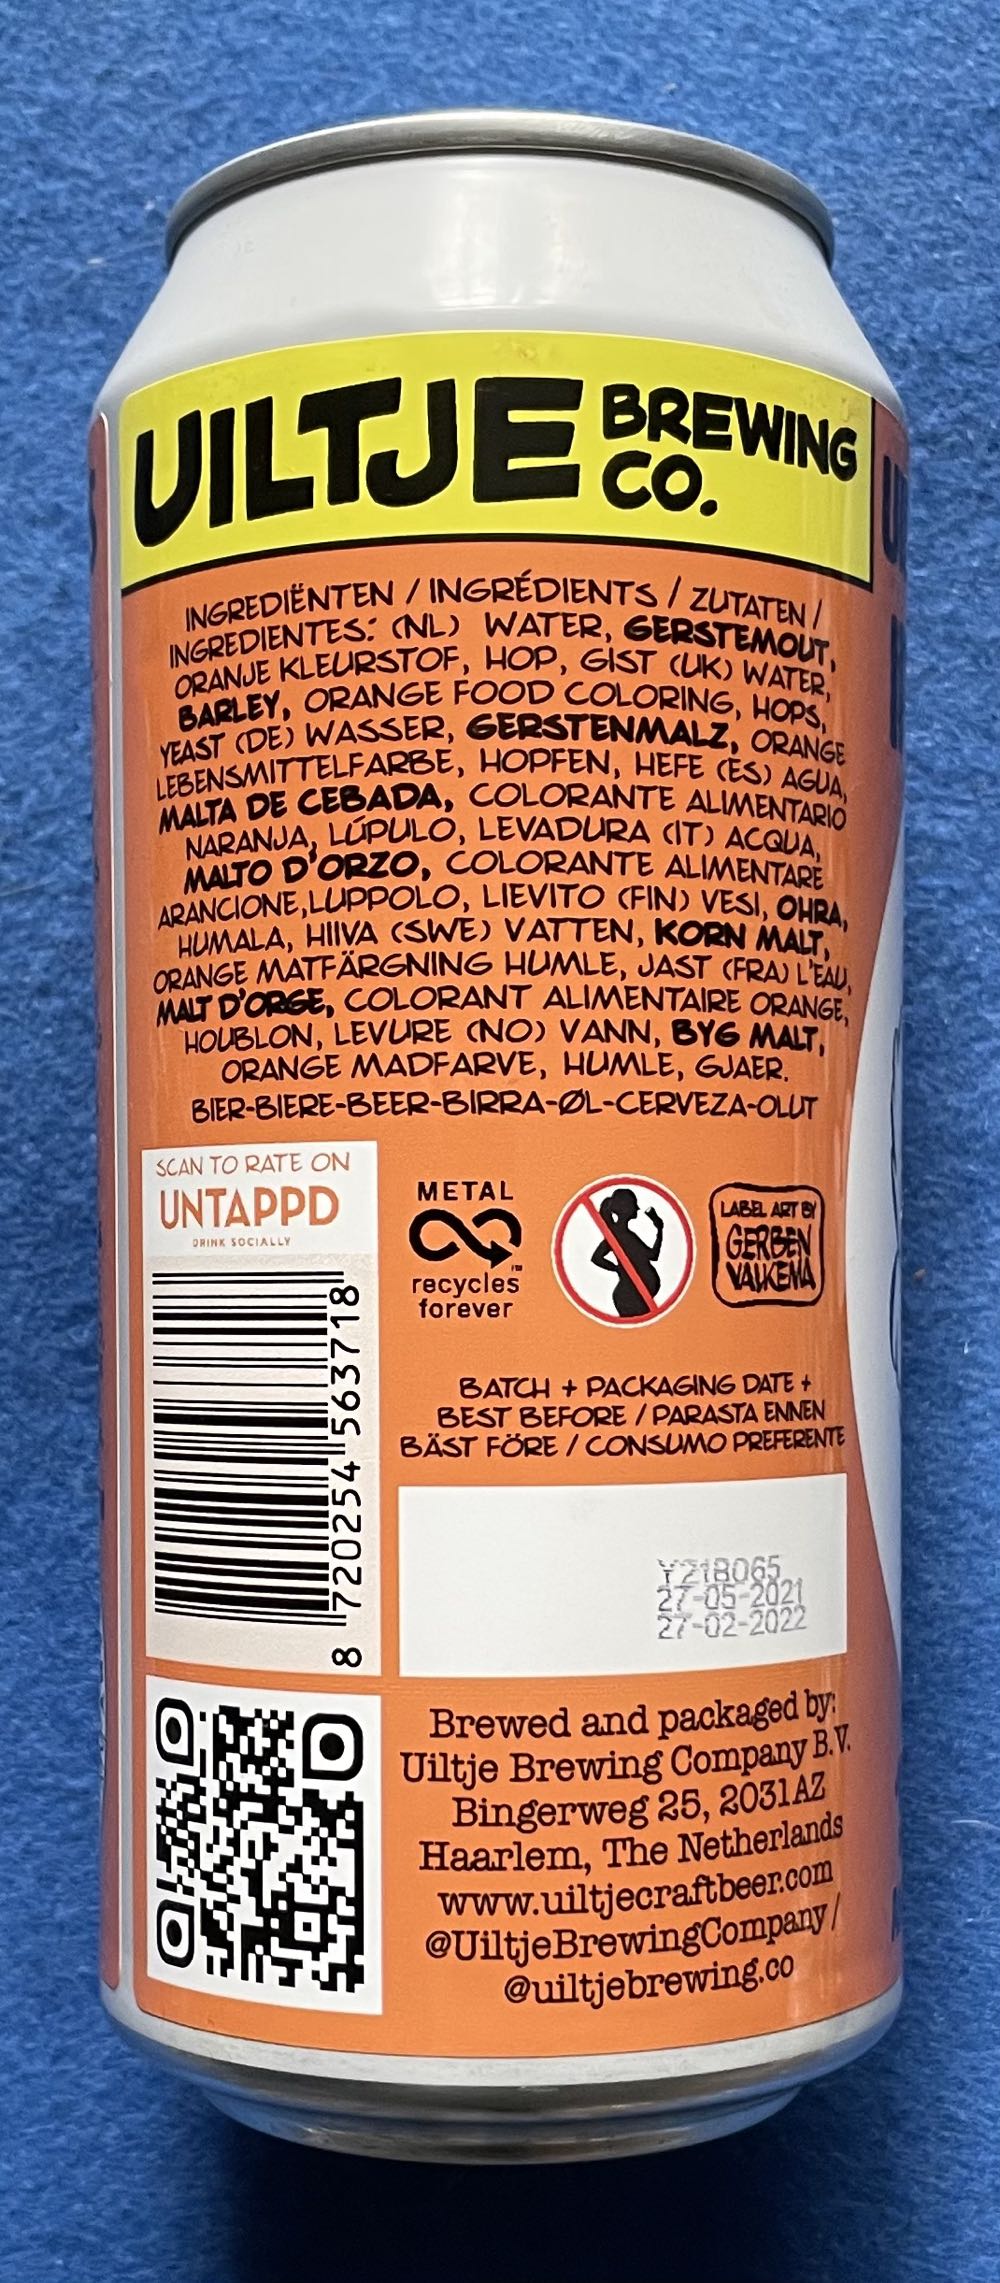 UILTJE BREWING CO.
INGREDIËNTEN / INGRÉDIENTS / ZUTATEN /
INGREDIENTES: (NL) WATER, GERSTEMOUT,
ORANJE KLEURSTOF, HOP, GIST (UK) WATER,
BARLEY, ORANGE FOOD COLORING, HOPS,
YEAST (DE) WASSER, GERSTENMALZ, ORANGE
LEBENSMITTELFARBE, HOPFEN, HEFE (ES) AGUA,
MALTA DE CEBADA, COLORANTE ALIMENTARIO
NARANJA, LÚPULO, LEVADURA (IT) ACQUA,
MALTO D'ORZO, COLORANTE ALIMENTARE
ARANCIONE,LUPPOLO, LIEVITO (FIN) VESI, OHRA,
HUMALA, HIIVA (SWE) VATTEN, KORN MALT,
ORANGE MATFÄRGNING HUMLE, JAST (FRA) L'EAU,
MALT D'ORGE, COLORANT ALIMENTAIRE ORANGE,
HOUBLON, LEVURE (NO) VANN, BYG MALT,
ORANGE MADFARVE, HUMLE, GJAER.
BIER-BIERE-BEER-BIRRA-ØL-CERVEZA-OLUT
SCAN TO RATE ON
UNTAPPD
DRINK SOCIALLY
8 720254 563718
METAL
recycles
forever™
LABEL ART BY
GERBEN
VALKEMA
BATCH + PACKAGING DATE +
BEST BEFORE / PARASTA ENNEN
BÄST FÖRE / CONSUMO PREFERENTE
Y21B065
27-05-2021
27-02-2022
Brewed and packaged by:
Uiltje Brewing Company B.V.
Bingerweg 25, 2031AZ
Haarlem, The Netherlands
www.uiltjecraftbeer.com
@UiltjeBrewingCompany /
@uiltjebrewing.co